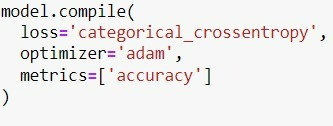 model.compile(
  loss='categorical_crossentropy',
  optimizer='adam',
  metrics=['accuracy']
)